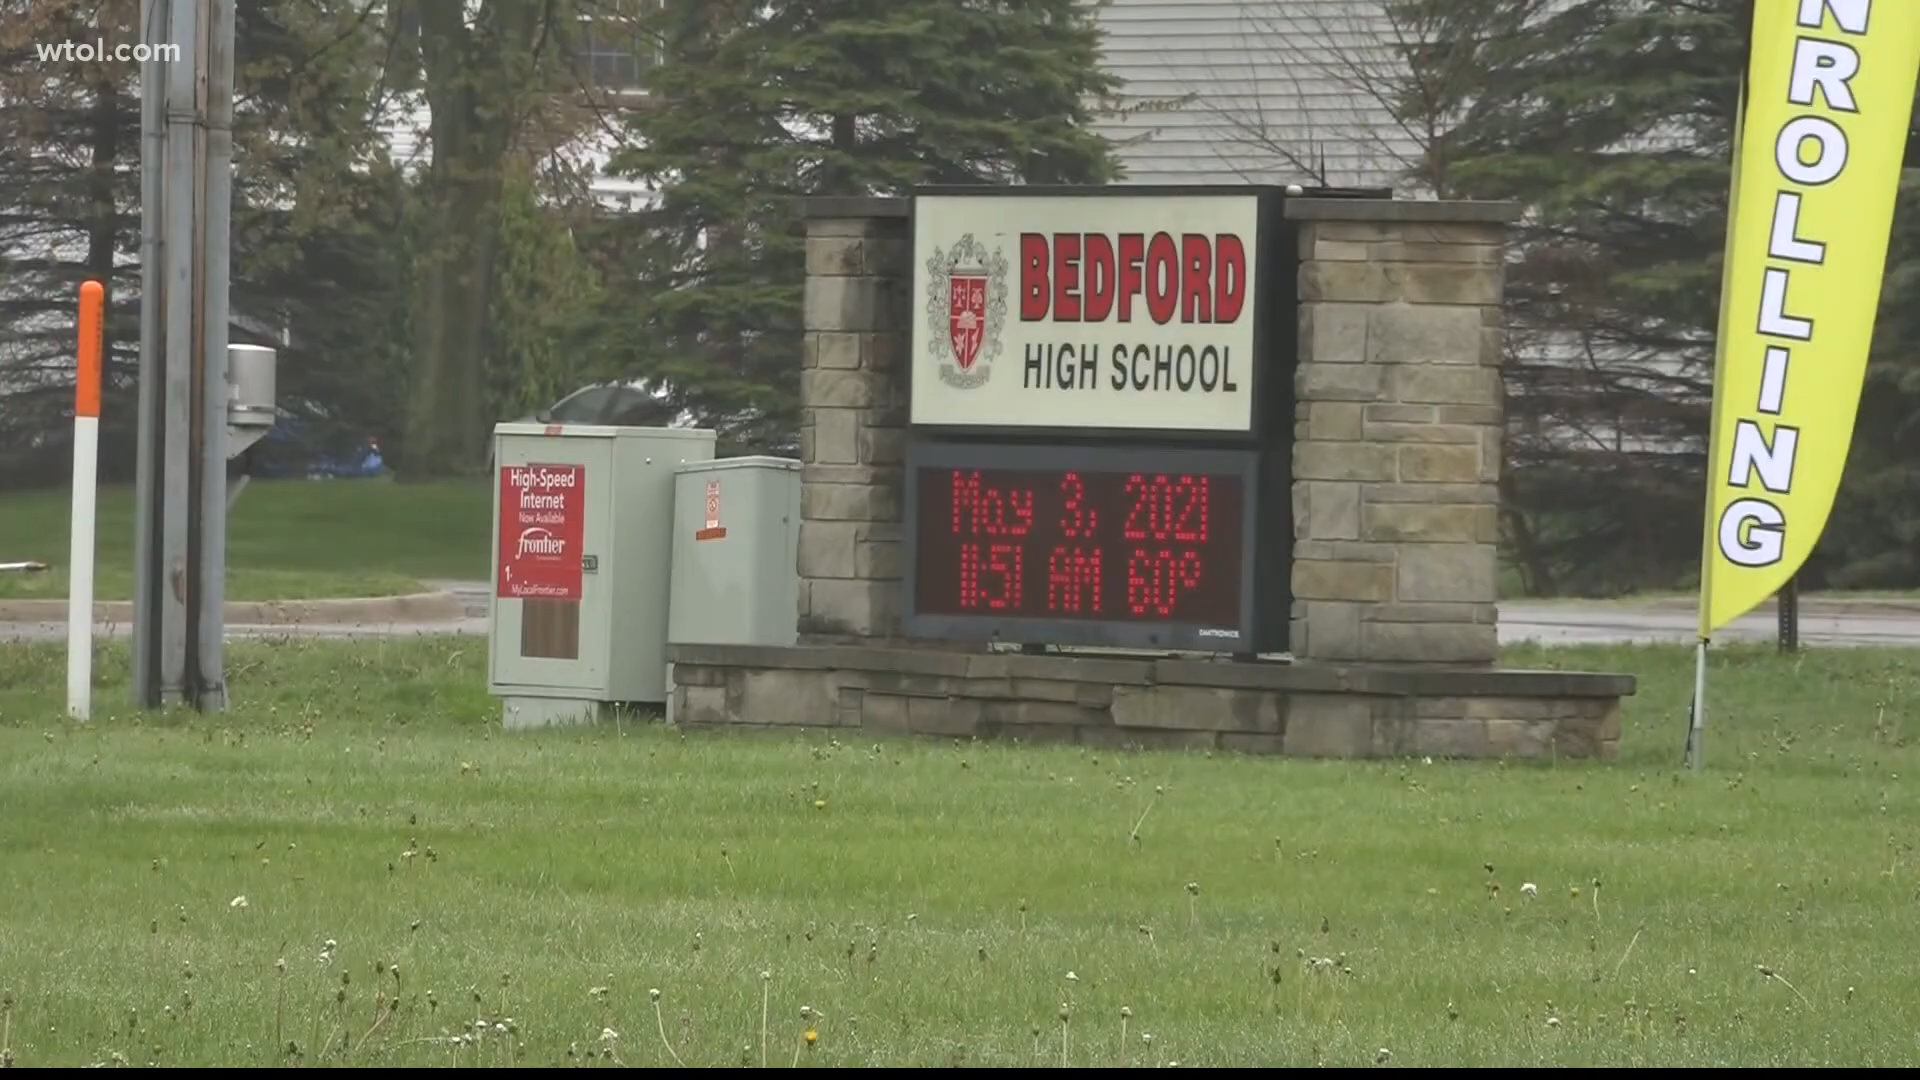 wtol.com
BEDFORD
HIGH SCHOOL
May 3, 2021
11:51 AM 60°
DAKTRONICS
High-Speed
Internet
Now Available
frontier
MyLocalFrontier.com
NROLLING